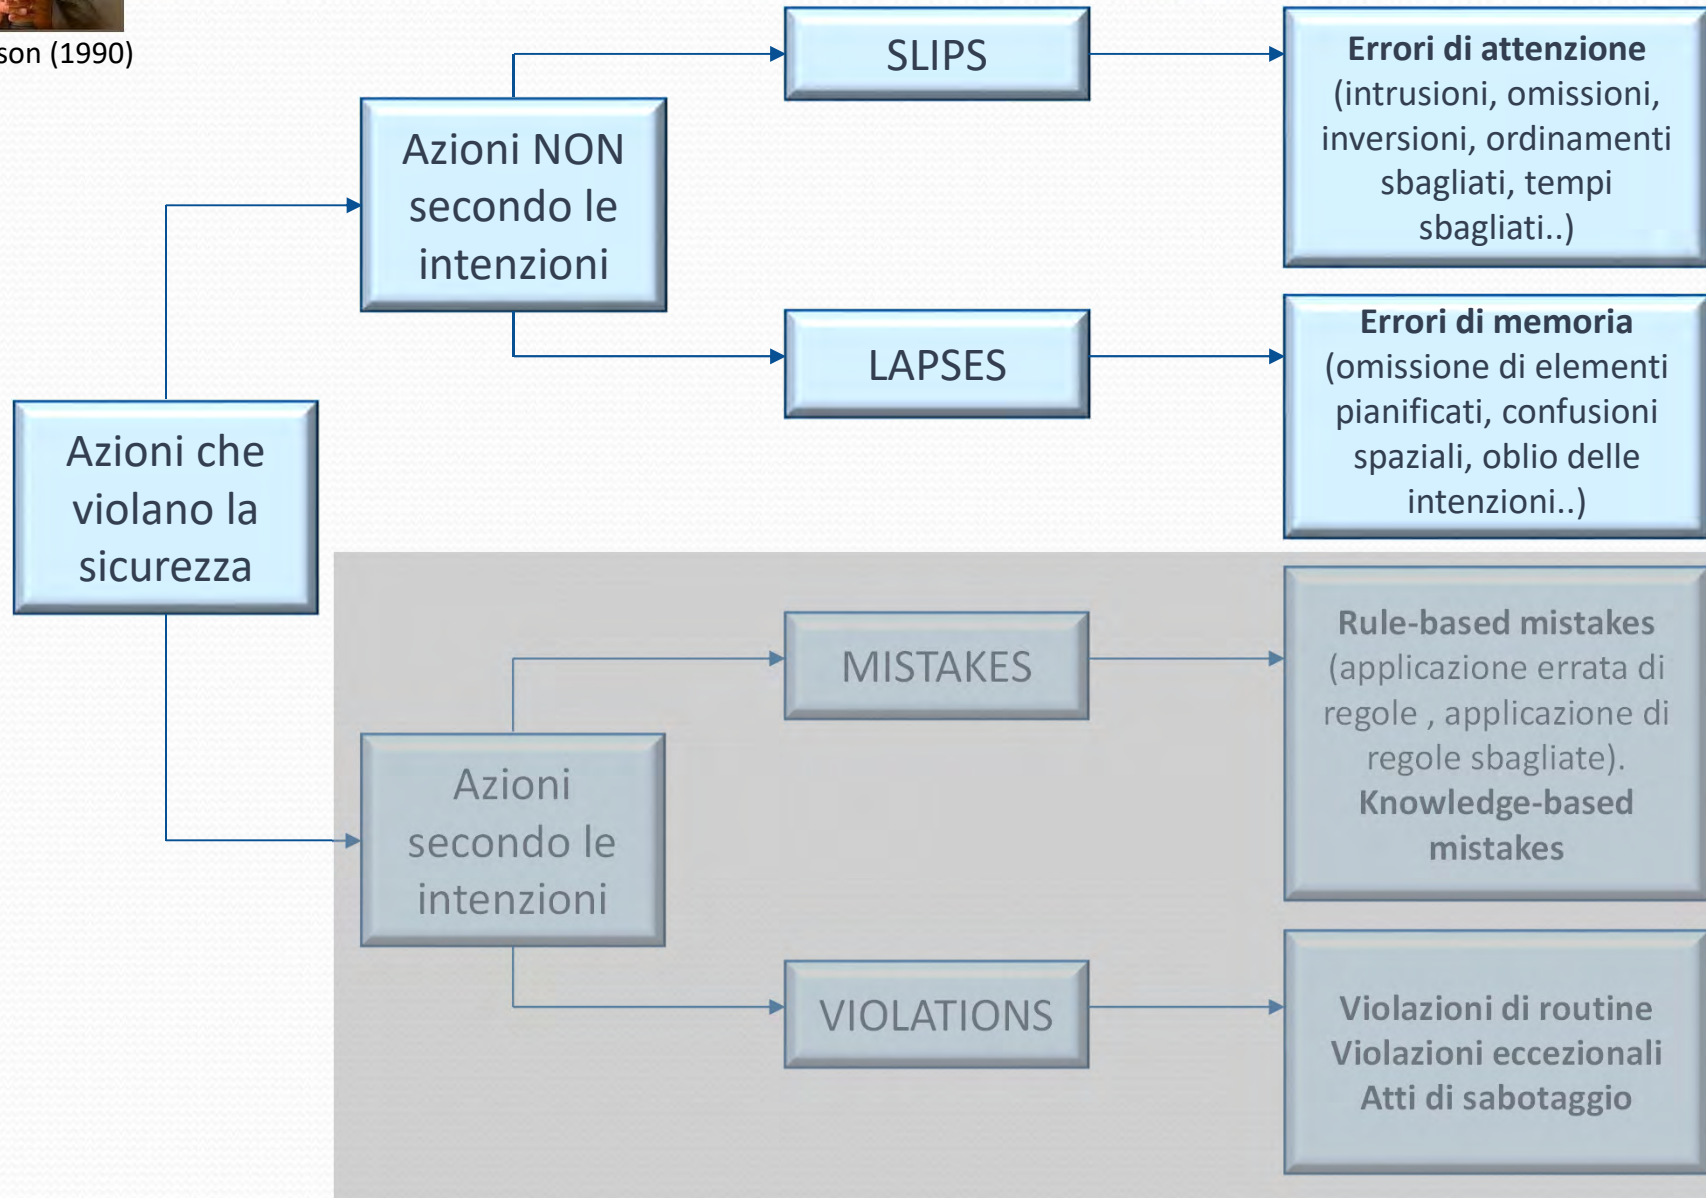 son (1990)
SLIPS
Errori di attenzione
(intrusioni, omissioni,
inversioni, ordinamenti
sbagliati, tempi
sbagliati..)
Azioni NON
secondo le
intenzioni
LAPSES
Errori di memoria
(omissione di elementi
pianificati, confusioni
spaziali, oblio delle
intenzioni..)
Azioni che
violano la
sicurezza
MISTAKES
Rule-based mistakes
(applicazione errata di
regole , applicazione di
regole sbagliate).
Knowledge-based
mistakes
Azioni
secondo le
intenzioni
VIOLATIONS
Violazioni di routine
Violazioni eccezionali
Atti di sabotaggio